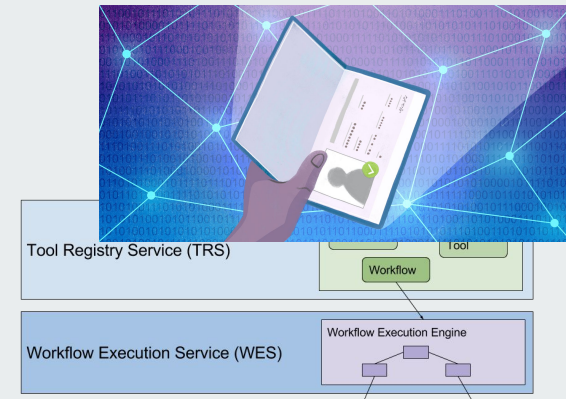 Tool Registry Service (TRS)
Tool
Workflow
Workflow Execution Engine
Workflow Execution Service (WES)